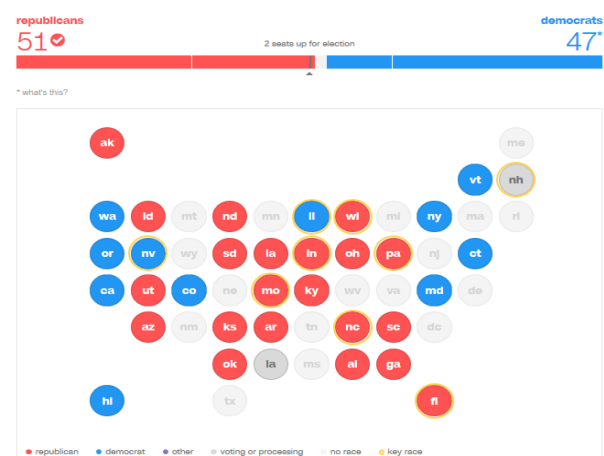 republicans
democrats
51
2 seats up for election
47*
* what's this?
ak
me
vt
nh
wa
id
mt
nd
mn
il
wi
mi
ny
ma
ri
or
nv
wy
sd
ia
in
oh
pa
nj
ct
ca
ut
co
ne
mo
ky
wv
va
md
de
az
nm
ks
ar
tn
nc
sc
dc
ok
la
ms
al
ga
hi
tx
fl
republican
democrat
other
voting or processing
no race
key race